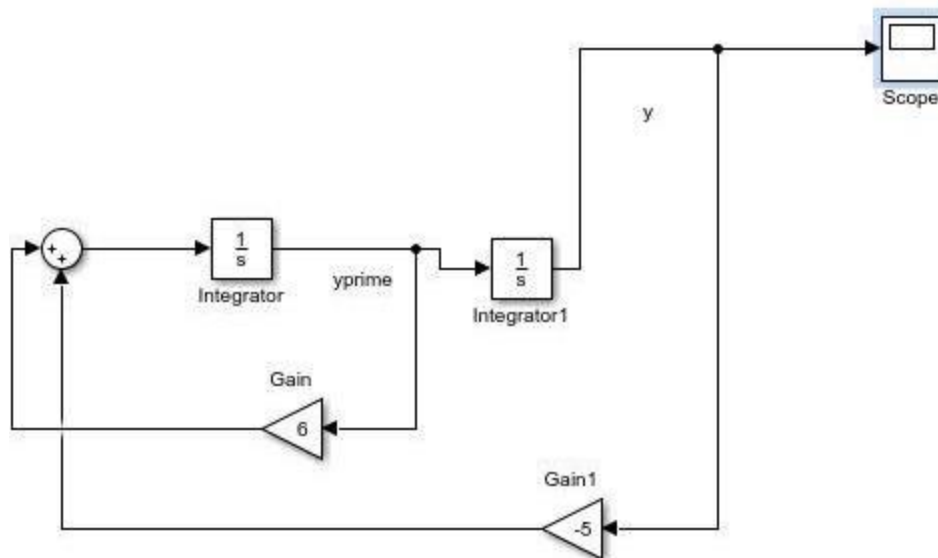 Scope
y
+
+
1
s
Integrator
yprime
1
s
Integrator1
Gain
6
Gain1
-5